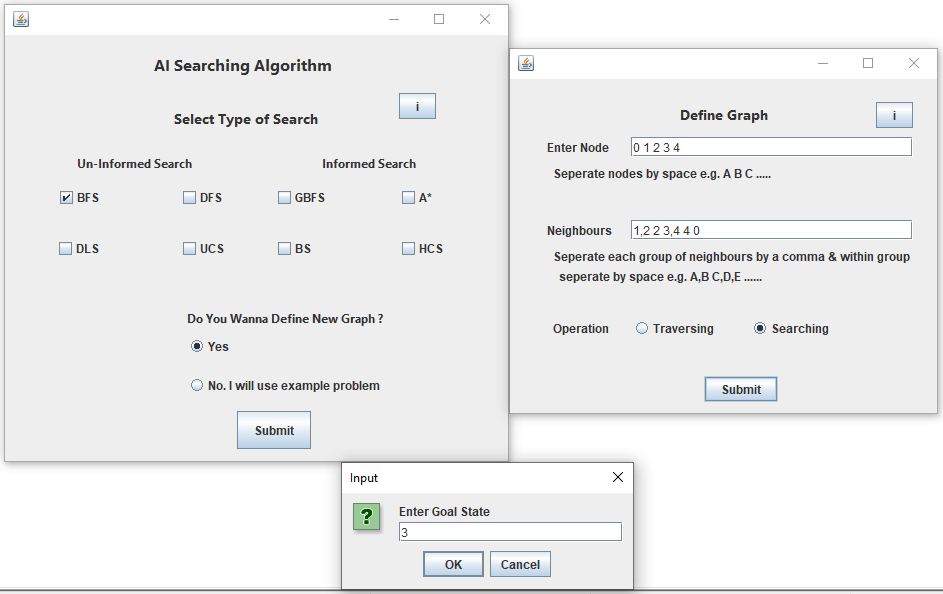 AI Searching Algorithm
i
Select Type of Search
Un-Informed Search Informed Search
BFS DFS GBFS A*
DLS UCS BS HCS
Do You Wanna Define New Graph ?
Yes
No. I will use example problem
Submit
Define Graph
i
Enter Node 0 1 2 3 4
Seperate nodes by space e.g. A B C .....
Neighbours 1,2 2 3,4 4 0
Seperate each group of neighbours by a comma & within group
seperate by space e.g. A,B C,D,E ......
Operation Traversing Searching
Submit
Input
?
Enter Goal State
3
OK Cancel